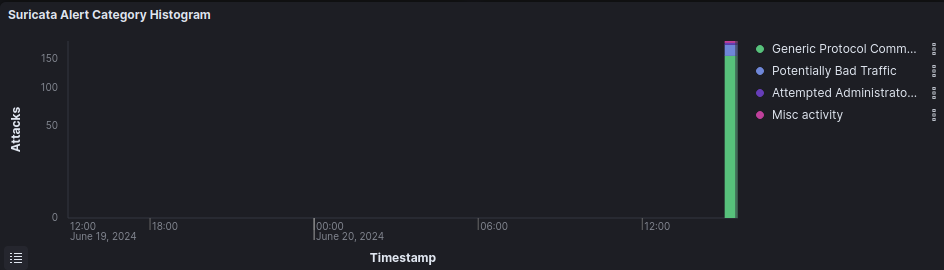 Suricata Alert Category Histogram
150
100
50
0
Attacks
12:00
18:00
00:00
06:00
12:00
June 19, 2024
June 20, 2024
Timestamp
Generic Protocol Comm...
Potentially Bad Traffic
Attempted Administrato...
Misc activity